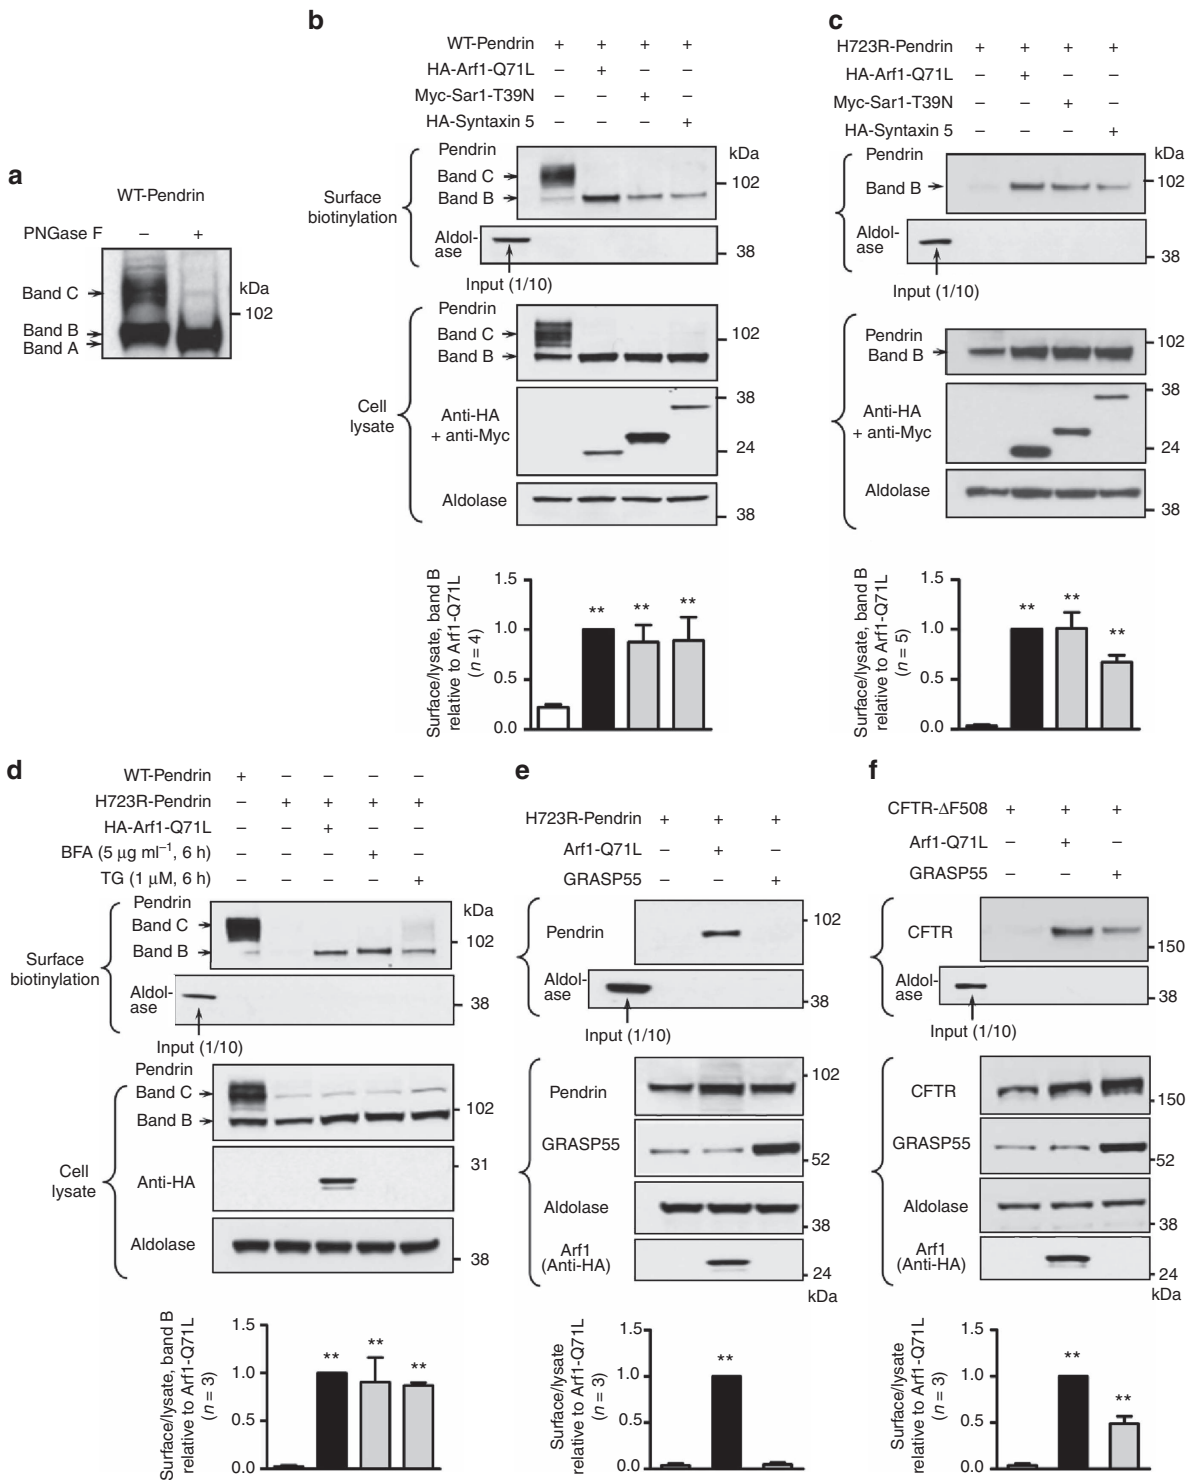 a
WT-Pendrin
PNGase F – +
Band C
kDa
102
Band B
Band A
b
WT-Pendrin + + + +
HA-Arf1-Q71L – + – –
Myc-Sar1-T39N – – + –
HA-Syntaxin 5 – – – +
Surface
biotinylation
Pendrin
Band C
Band B
kDa
102
Aldol-
ase
38
Input (1/10)
Cell
lysate
Pendrin
Band C
Band B
102
Anti-HA
+ anti-Myc
38
24
Aldolase
38
Surface/lysate, band B
relative to Arf1-Q71L
(n = 4)
1.5
1.0
0.5
0.0
** ** **
c
H723R-Pendrin + + + +
HA-Arf1-Q71L – + – –
Myc-Sar1-T39N – – + –
HA-Syntaxin 5 – – – +
Pendrin
Band B
kDa
102
Aldol-
ase
38
Input (1/10)
Pendrin
Band B
102
Anti-HA
+ anti-Myc
38
24
Aldolase
38
Surface/lysate, band B
relative to Arf1-Q71L
(n = 5)
1.5
1.0
0.5
0.0
** ** **
d
WT-Pendrin + – – – –
H723R-Pendrin – + + + +
HA-Arf1-Q71L – – + – –
BFA (5 μg ml⁻¹, 6 h) – – – + –
TG (1 μM, 6 h) – – – – +
Surface
biotinylation
Pendrin
Band C
Band B
kDa
102
Aldol-
ase
38
Input (1/10)
Cell
lysate
Pendrin
Band C
Band B
102
Anti-HA
31
Aldolase
38
Surface/lysate, band B
relative to Arf1-Q71L
(n = 3)
1.5
1.0
0.5
0.0
** ** **
e
H723R-Pendrin + + +
Arf1-Q71L – + –
GRASP55 – – +
Pendrin
102
Aldol-
ase
38
Input (1/10)
Pendrin
102
GRASP55
52
Aldolase
38
Arf1
(Anti-HA)
24
kDa
Surface/lysate
relative to Arf1-Q71L
(n = 3)
1.5
1.0
0.5
0.0
**
f
CFTR-ΔF508 + + +
Arf1-Q71L – + –
GRASP55 – – +
CFTR
150
Aldol-
ase
38
Input (1/10)
CFTR
150
GRASP55
52
Aldolase
38
Arf1
(Anti-HA)
24
kDa
Surface/lysate
relative to Arf1-Q71L
(n = 3)
1.5
1.0
0.5
0.0
** **